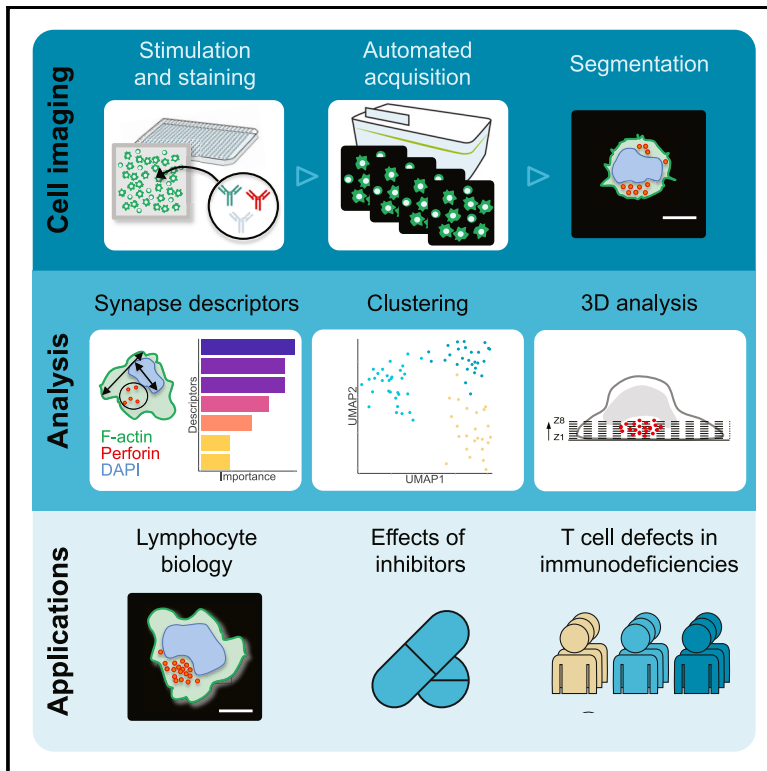 Cell imaging
Stimulation
and staining
Automated
acquisition
Segmentation
Analysis
Synapse descriptors
Clustering
3D analysis
F-actin
Perforin
DAPI
Descriptors
Importance
UMAP2
UMAP1
Z8
Z1
Applications
Lymphocyte
biology
Effects of
inhibitors
T cell defects in
immunodeficiencies